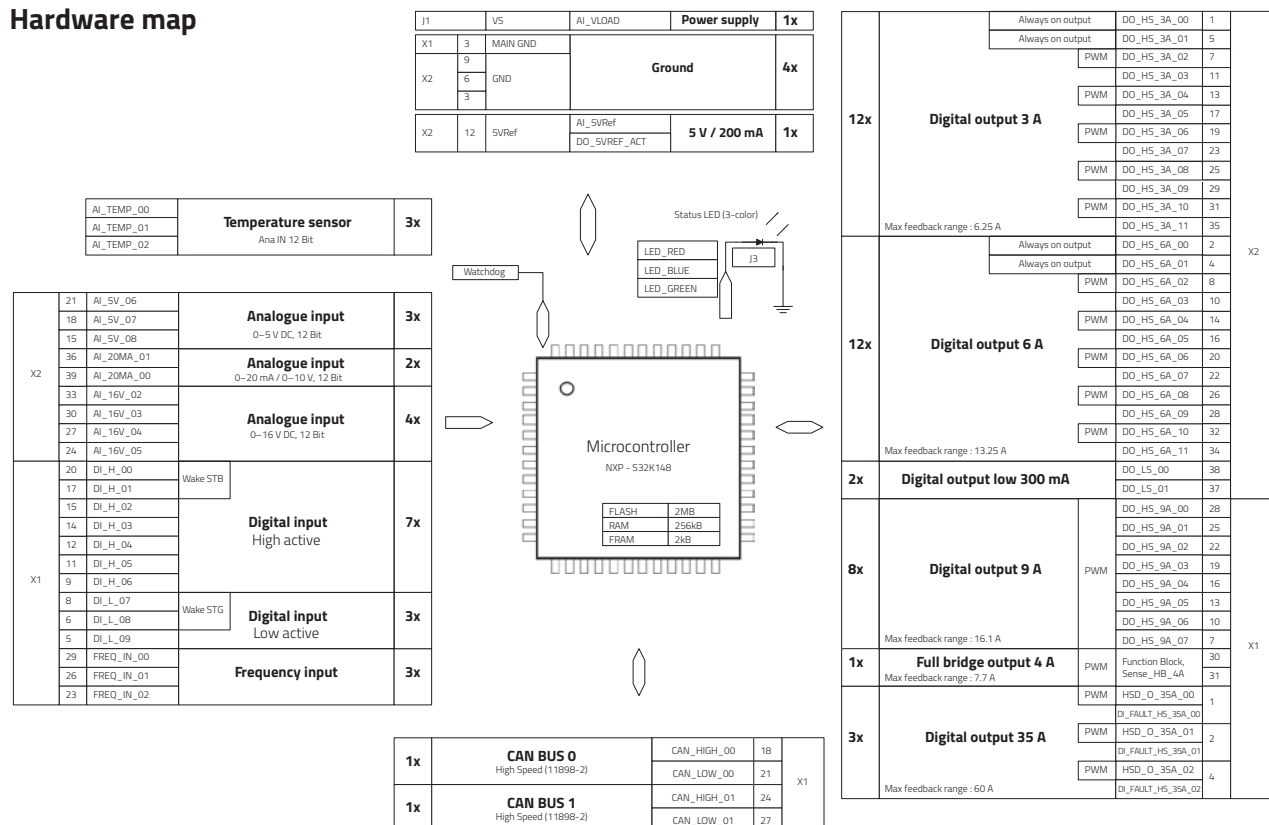 Hardware map
J1 VS AI_VLOAD Power supply 1x
X1 3 MAIN GND
X2 9 6 3 GND
Ground 4x
X2 12 5VRef AI_5VRef DO_5VREF_ACT 5 V / 200 mA 1x
AI_TEMP_00
AI_TEMP_01
AI_TEMP_02
Temperature sensor 3x
Ana IN 12 Bit
Status LED (3-color)
LED_RED
LED_BLUE
LED_GREEN
J3
Watchdog
X2
21 AI_5V_06
18 AI_5V_07
15 AI_5V_08
Analogue input 3x
0–5 V DC, 12 Bit
36 AI_20MA_01
39 AI_20MA_00
Analogue input 2x
0–20 mA / 0–10 V, 12 Bit
33 AI_16V_02
30 AI_16V_03
27 AI_16V_04
24 AI_16V_05
Analogue input 4x
0–16 V DC, 12 Bit
X1
20 DI_H_00
17 DI_H_01
Wake STB
15 DI_H_02
14 DI_H_03
12 DI_H_04
11 DI_H_05
9 DI_H_06
Digital input 7x
High active
8 DI_L_07
6 DI_L_08
Wake STG
5 DI_L_09
Digital input 3x
Low active
29 FREQ_IN_00
26 FREQ_IN_01
23 FREQ_IN_02
Frequency input 3x
Microcontroller
NXP - S32K148
FLASH 2MB
RAM 256kB
FRAM 2kB
1x CAN BUS 0
High Speed (11898-2)
CAN_HIGH_00 18
CAN_LOW_00 21
1x CAN BUS 1
High Speed (11898-2)
CAN_HIGH_01 24
CAN_LOW_01 27
X1
12x Digital output 3 A
Max feedback range : 6.25 A
Always on output DO_HS_3A_00 1
Always on output DO_HS_3A_01 5
PWM DO_HS_3A_02 7
DO_HS_3A_03 11
PWM DO_HS_3A_04 13
DO_HS_3A_05 17
PWM DO_HS_3A_06 19
DO_HS_3A_07 23
PWM DO_HS_3A_08 25
DO_HS_3A_09 29
PWM DO_HS_3A_10 31
DO_HS_3A_11 35
X2
12x Digital output 6 A
Max feedback range : 13.25 A
Always on output DO_HS_6A_00 2
Always on output DO_HS_6A_01 4
PWM DO_HS_6A_02 8
DO_HS_6A_03 10
PWM DO_HS_6A_04 14
DO_HS_6A_05 16
PWM DO_HS_6A_06 20
DO_HS_6A_07 22
PWM DO_HS_6A_08 26
DO_HS_6A_09 28
PWM DO_HS_6A_10 32
DO_HS_6A_11 34
2x Digital output low 300 mA
DO_LS_00 38
DO_LS_01 37
8x Digital output 9 A
Max feedback range : 16.1 A
PWM
DO_HS_9A_00 28
DO_HS_9A_01 25
DO_HS_9A_02 22
DO_HS_9A_03 19
DO_HS_9A_04 16
DO_HS_9A_05 13
DO_HS_9A_06 10
DO_HS_9A_07 7
X1
1x Full bridge output 4 A
Max feedback range : 7.7 A
PWM
Function Block, 30
Sense_HB_4A 31
3x Digital output 35 A
Max feedback range : 60 A
PWM HSD_O_35A_00 1
DI_FAULT_HS_35A_00
PWM HSD_O_35A_01 2
DI_FAULT_HS_35A_01
PWM HSD_O_35A_02 4
DI_FAULT_HS_35A_02